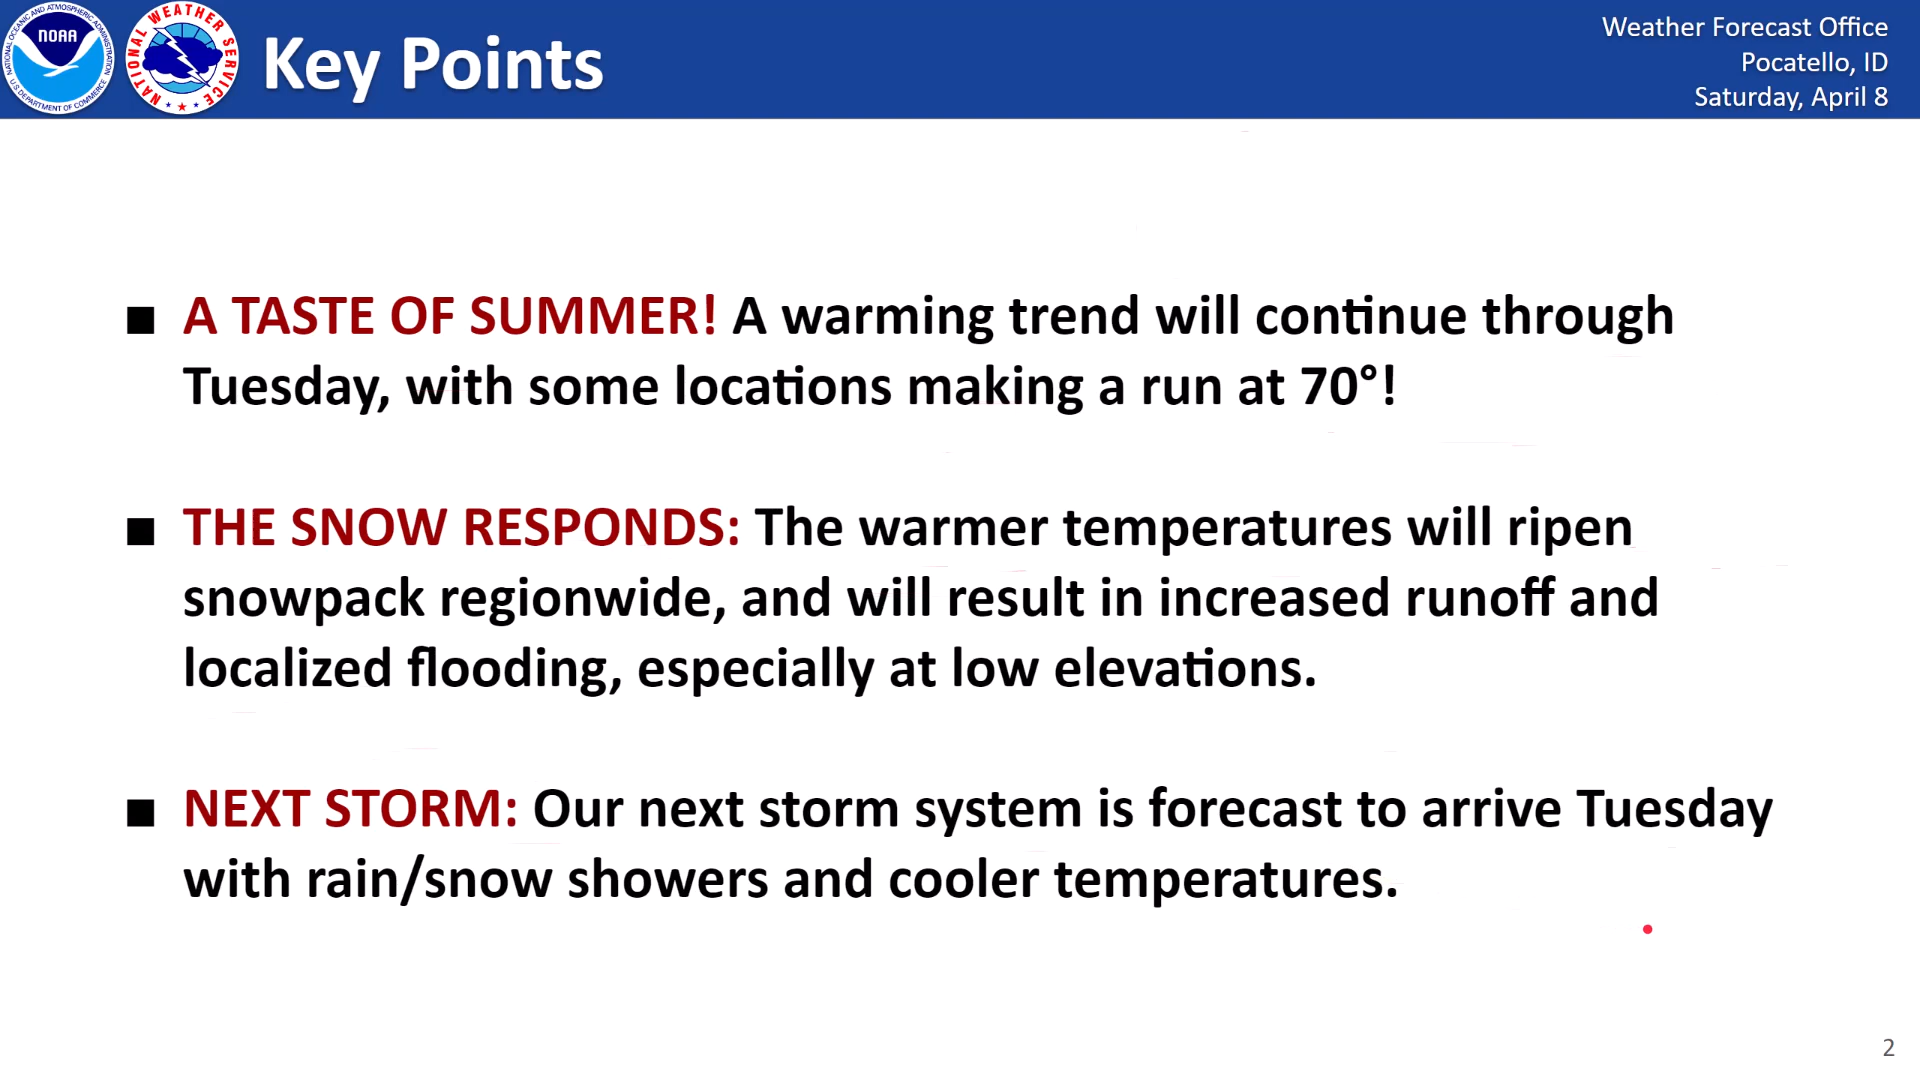 NOAA
NATIONAL OCEANIC AND ATMOSPHERIC ADMINISTRATION
U.S. DEPARTMENT OF COMMERCE
NATIONAL WEATHER SERVICE
Key Points
Weather Forecast Office
Pocatello, ID
Saturday, April 8
■ A TASTE OF SUMMER! A warming trend will continue through
Tuesday, with some locations making a run at 70°!
■ THE SNOW RESPONDS: The warmer temperatures will ripen
snowpack regionwide, and will result in increased runoff and
localized flooding, especially at low elevations.
■ NEXT STORM: Our next storm system is forecast to arrive Tuesday
with rain/snow showers and cooler temperatures.
2